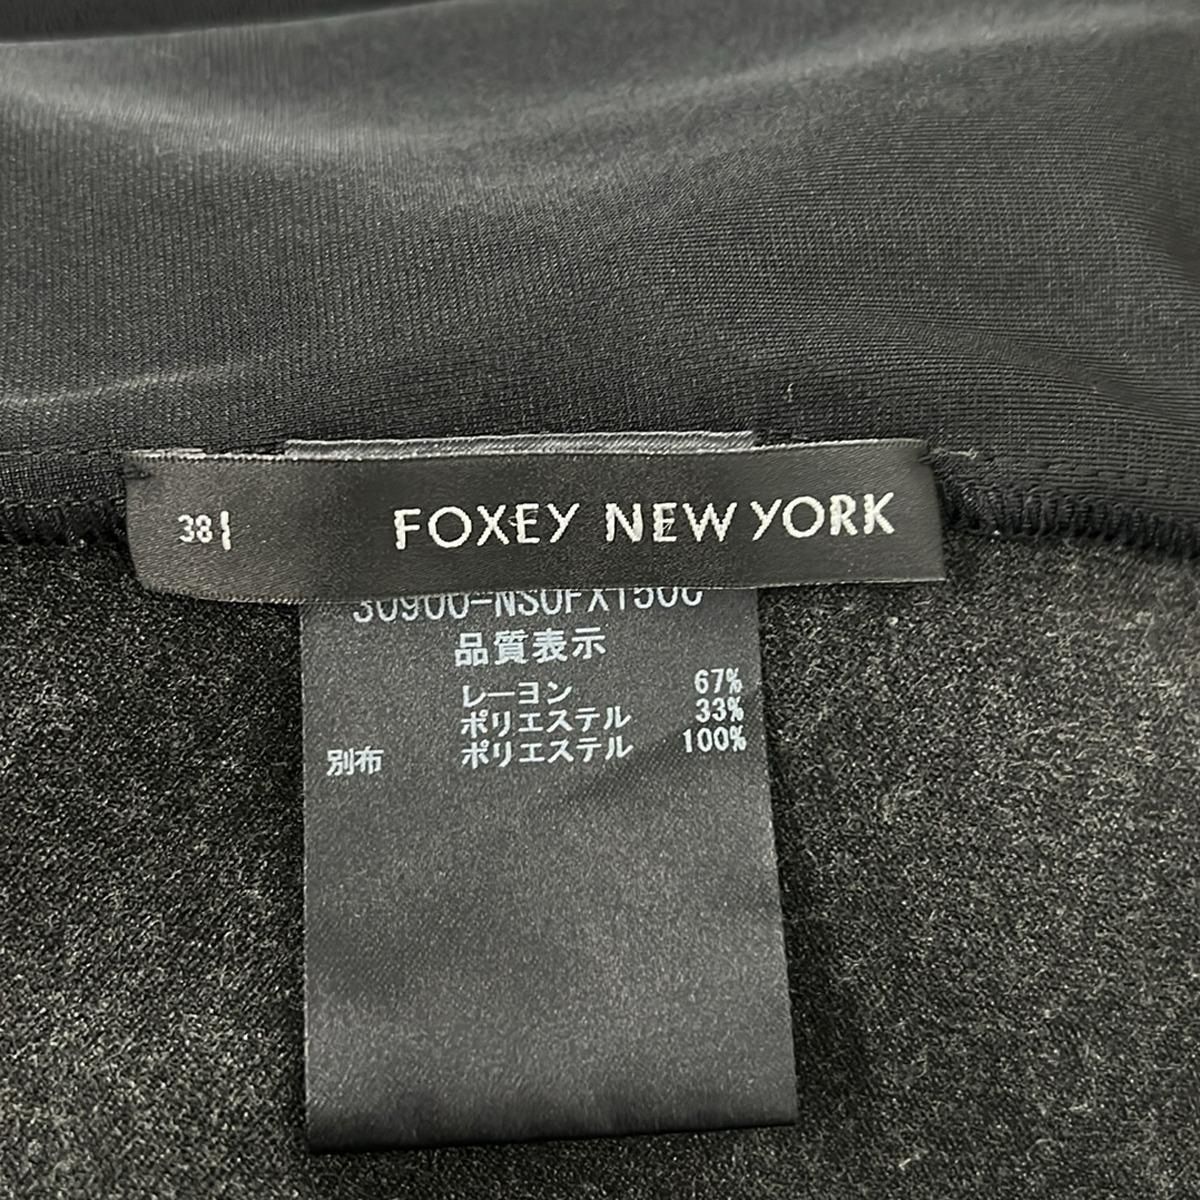 38 FOXEY NEW YORK
品質表示
レーヨン 67%
ポリエステル 33%
別布 ポリエステル 100%